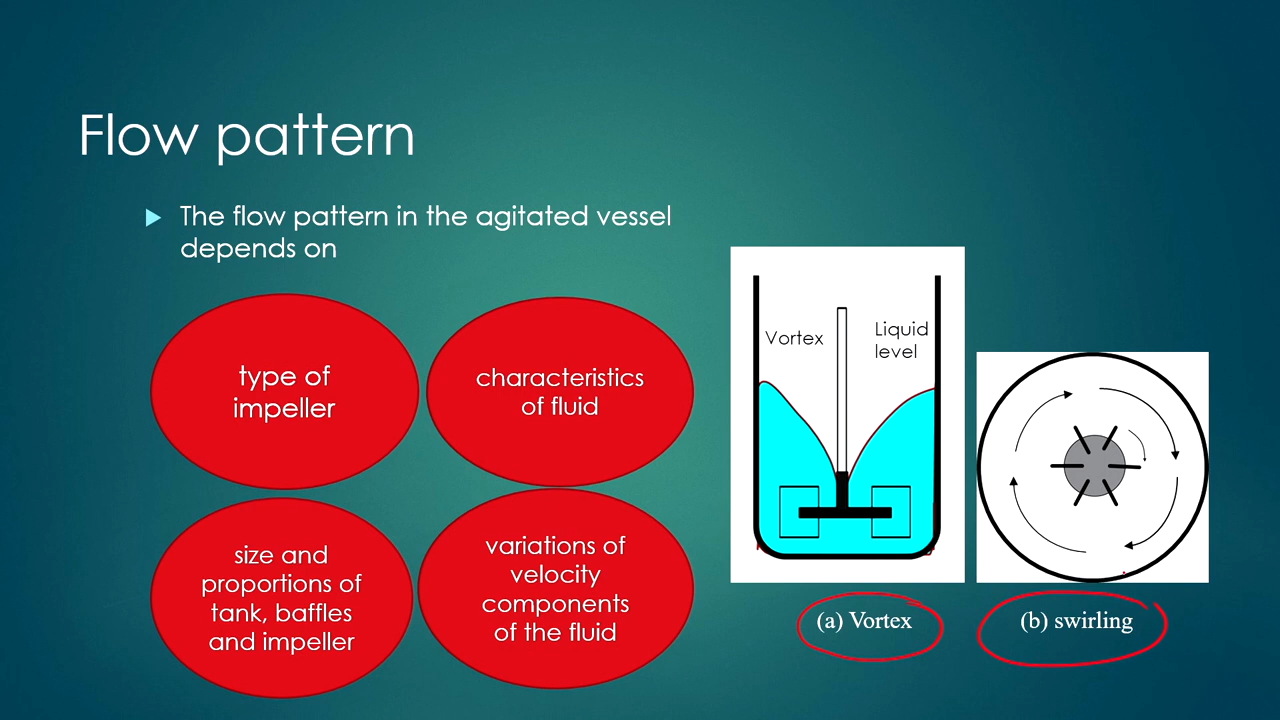 Flow pattern
The flow pattern in the agitated vessel
depends on
type of
impeller
characteristics
of fluid
size and
proportions of
tank, baffles
and impeller
variations of
velocity
components
of the fluid
Vortex
Liquid
level
(a) Vortex
(b) swirling